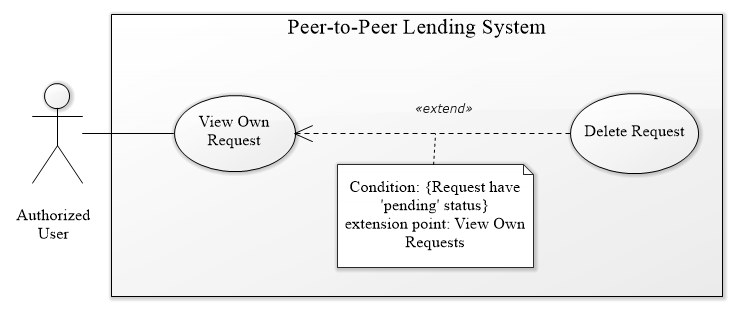 Peer-to-Peer Lending System
«extend»
View Own
Request
Delete Request
Condition: {Request have
'pending' status}
extension point: View Own
Requests
Authorized
User